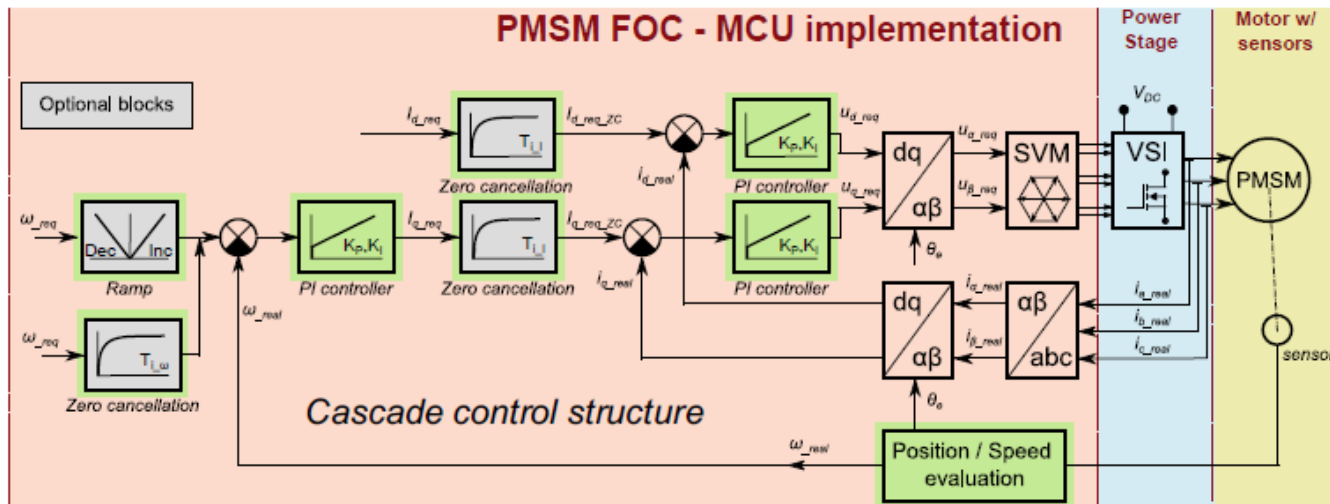 PMSM FOC - MCU implementation
Power
Stage
Motor w/
sensors
Optional blocks
I_d_req
T_i_I
Zero cancellation
I_d_req_ZC
i_d_real
K_P,K_I
PI controller
u_d_req
dq
αβ
θ_e
u_α_req
u_β_req
SVM
V_DC
VSI
PMSM
ω_req
Dec
Inc
Ramp
K_P,K_I
PI controller
I_q_req
T_i_I
Zero cancellation
I_q_req_ZC
i_q_real
K_P,K_I
PI controller
u_q_req
ω_real
ω_req
T_i_ω
Zero cancellation
dq
αβ
θ_e
i_α_real
i_β_real
αβ
abc
i_a_real
i_b_real
i_c_real
sensor
Cascade control structure
ω_real
Position / Speed
evaluation